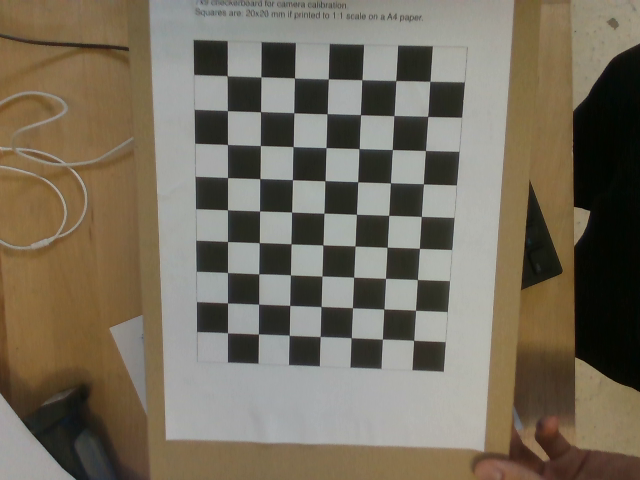 checkerboard for camera calibration.
Squares are: 20x20 mm if printed to 1:1 scale on a A4 paper.